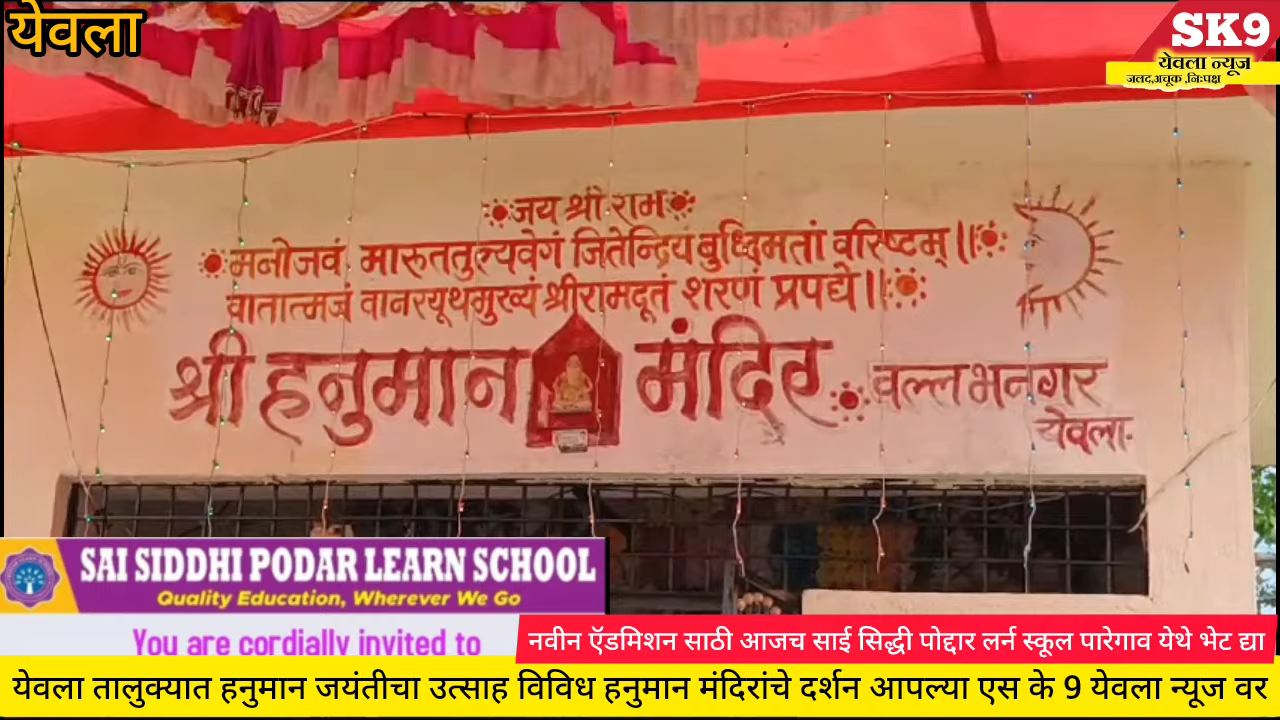 येवला
SK9
येवला न्यूज
जलद,अचूक,निःपक्ष
जय श्री राम
मनोजवं मारुततुल्यवेगं जितेन्द्रियं बुध्दिमतां वरिष्टम्||
वातात्मजं वानरयूथमुख्यं श्रीरामदूतं शरणं प्रपद्ये||
श्री हनुमान मंदिर वल्लभनगर
येवला
SAI SIDDHI PODAR LEARN SCHOOL
Quality Education, Wherever We Go
You are cordially invited to
नवीन ऍडमिशन साठी आजच साई सिद्धी पोद्दार लर्न स्कूल पारेगाव येथे भेट द्या
येवला तालुक्यात हनुमान जयंतीचा उत्साह विविध हनुमान मंदिरांचे दर्शन आपल्या एस के 9 येवला न्यूज वर